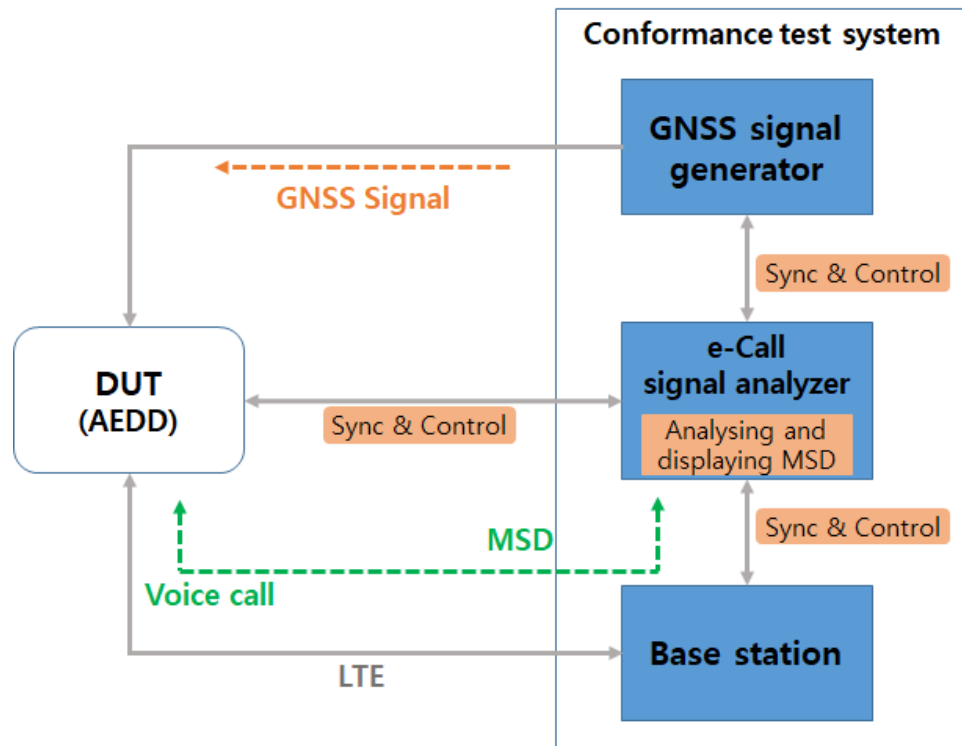 Conformance test system
GNSS signal
generator
GNSS Signal
Sync & Control
e-Call
signal analyzer
Analysing and
displaying MSD
DUT
(AEDD)
Sync & Control
Sync & Control
MSD
Voice call
Base station
LTE